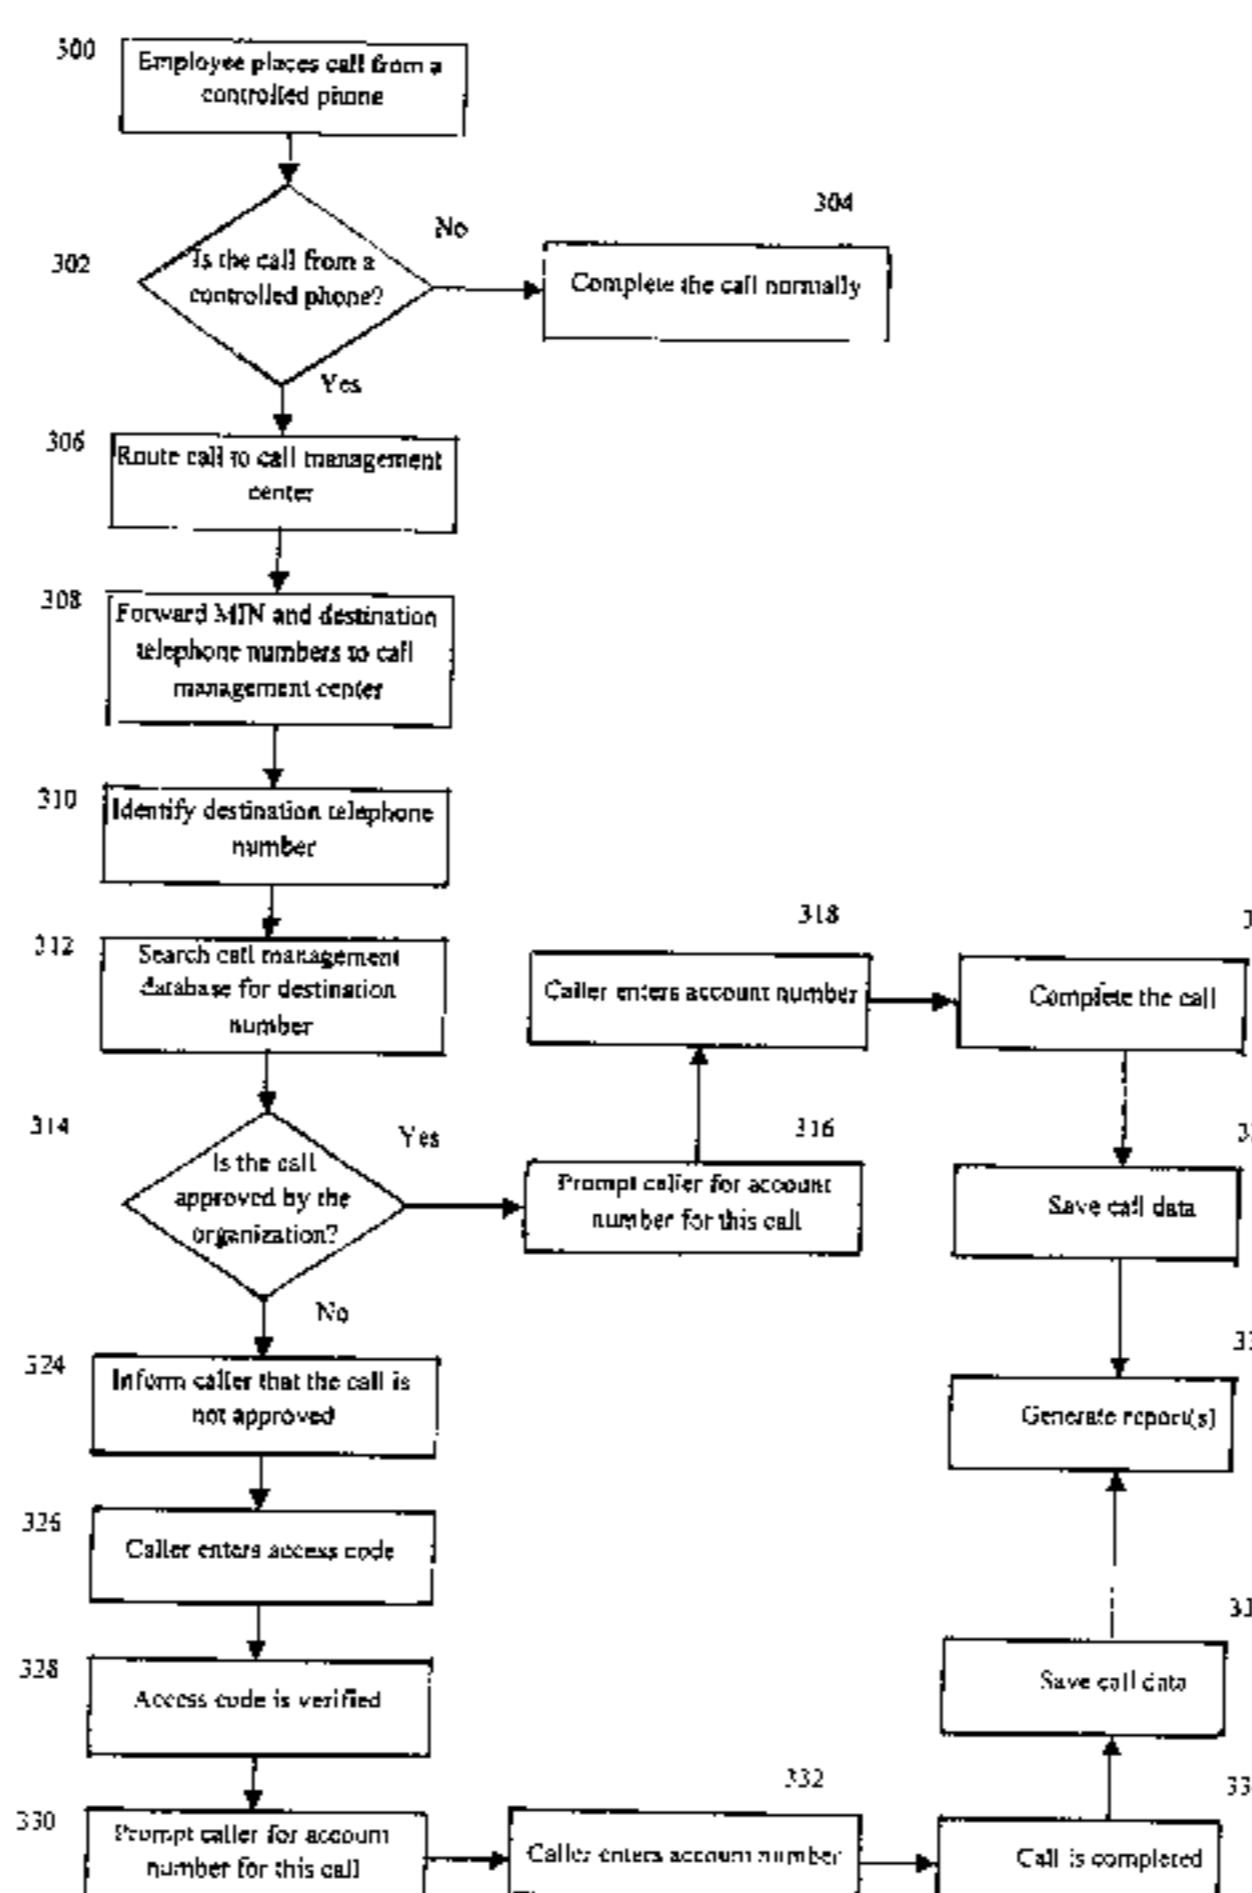 300
Employee places call from a
controlled phone
304
No
302
Is the call from a
controlled phone?
Complete the call normally
Yes
306
Route call to call management
center
308
Forward MIN and destination
telephone numbers to call
management center
310
Identify destination telephone
number
312
Search call management
database for destination
number
318
Caller enters account number
Complete the call
314
Is the call
approved by the
organization?
Yes
316
Prompt caller for account
number for this call
Save call data
No
324
Inform caller that the call is
not approved
Generate report(s)
326
Caller enters access code
328
Access code is verified
Save call data
330
Prompt caller for account
number for this call
332
Caller enters account number
Call is completed